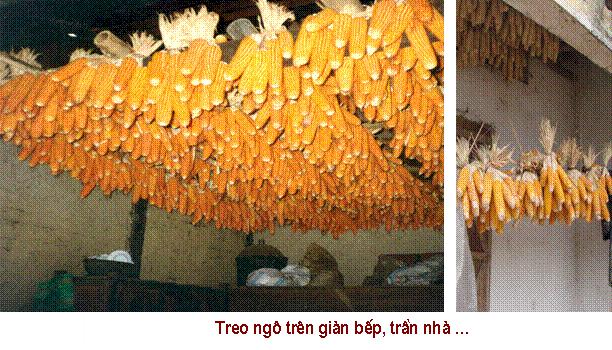 Treo ngô trên giàn bếp, trần nhà ...